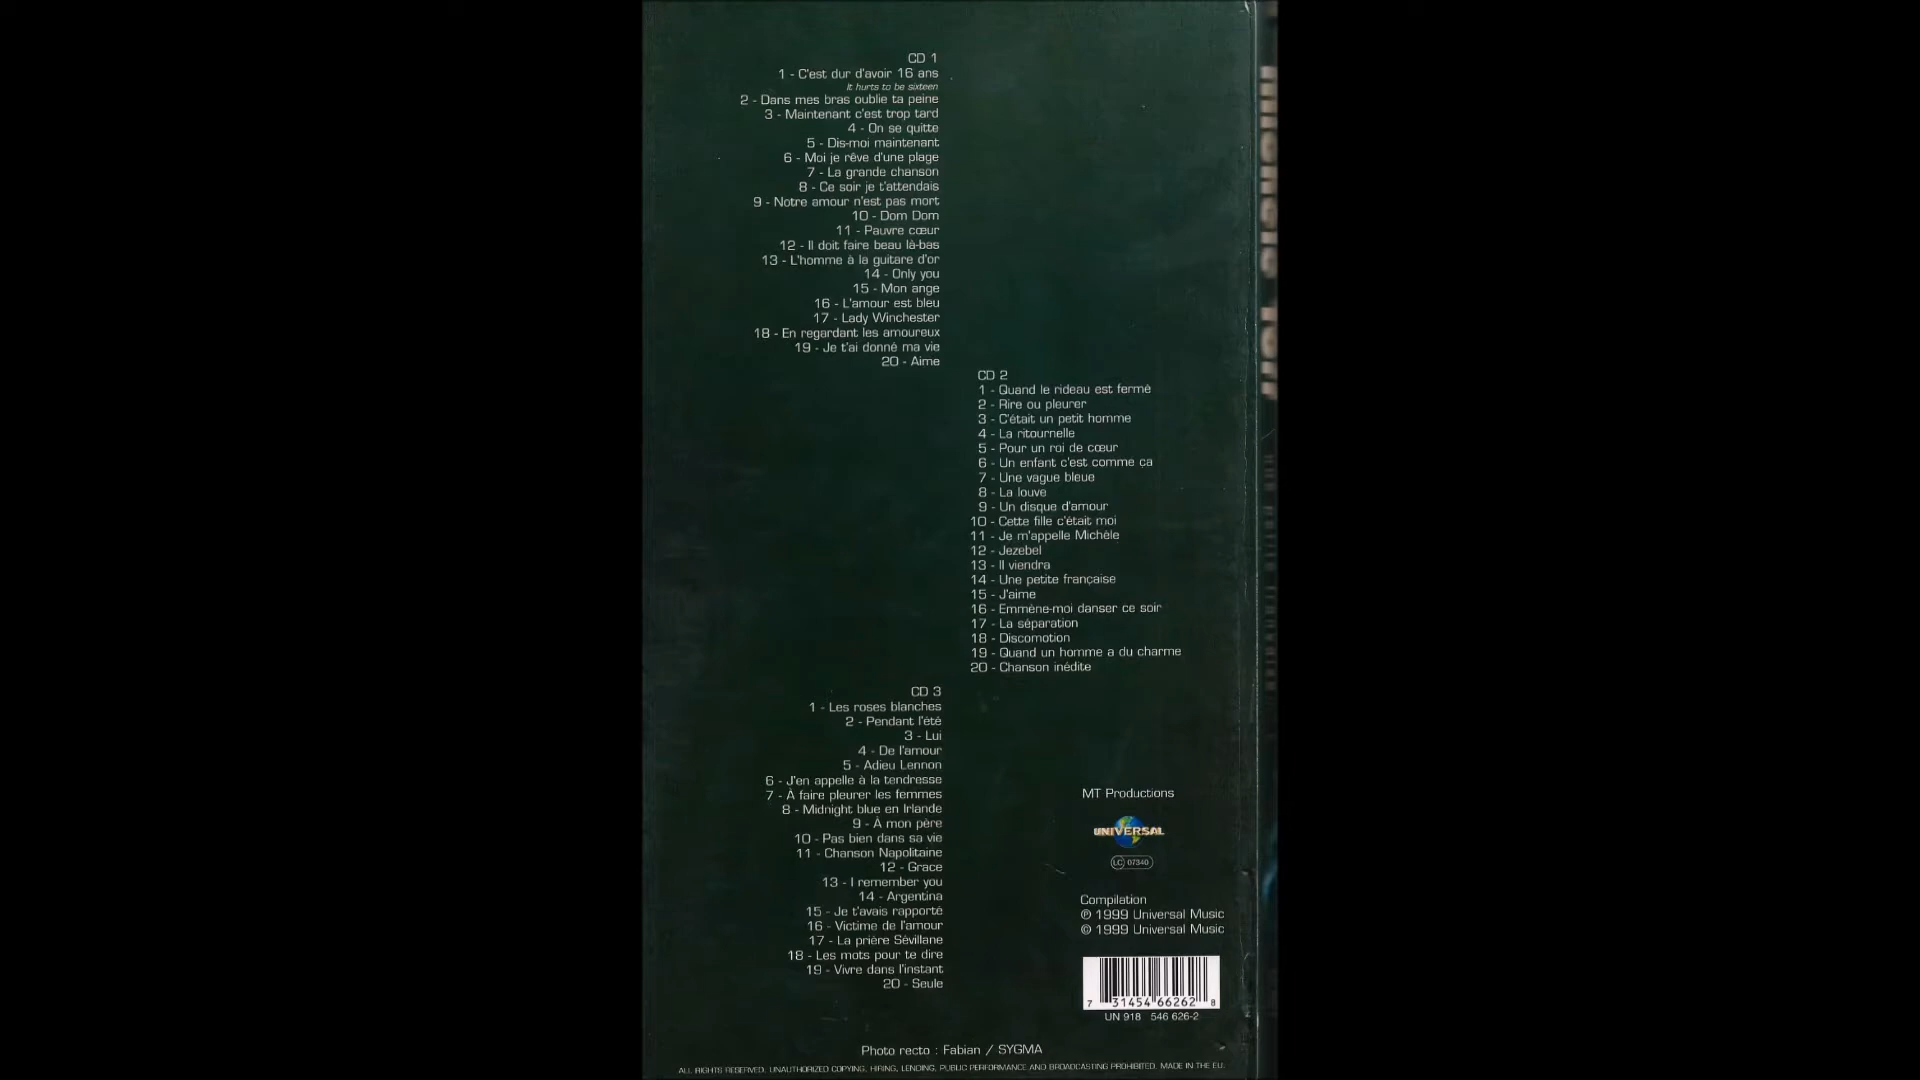 CD 1
1 - C'est dur d'avoir 16 ans
It hurts to be sixteen
2 - Dans mes bras oublie ta peine
3 - Maintenant c'est trop tard
4 - On se quitte
5 - Dis-moi maintenant
6 - Moi je rêve d'une plage
7 - La grande chanson
8 - Ce soir je t'attendais
9 - Notre amour n'est pas mort
10 - Dom Dom
11 - Pauvre cœur
12 - Il doit faire beau là-bas
13 - L'homme à la guitare d'or
14 - Only you
15 - Mon ange
16 - L'amour est bleu
17 - Lady Winchester
18 - En regardant les amoureux
19 - Je t'ai donné ma vie
20 - Aime
CD 2
1 - Quand le rideau est fermé
2 - Rire ou pleurer
3 - C'était un petit homme
4 - La ritournelle
5 - Pour un roi de cœur
6 - Un enfant c'est comme ça
7 - Une vague bleue
8 - La louve
9 - Un disque d'amour
10 - Cette fille c'était moi
11 - Je m'appelle Michèle
12 - Jezebel
13 - Il viendra
14 - Une petite française
15 - J'aime
16 - Emmène-moi danser ce soir
17 - La séparation
18 - Discomotion
19 - Quand un homme a du charme
20 - Chanson inédite
CD 3
1 - Les roses blanches
2 - Pendant l'été
3 - Lui
4 - De l'amour
5 - Adieu Lennon
6 - J'en appelle à la tendresse
7 - À faire pleurer les femmes
8 - Midnight blue en Irlande
9 - À mon père
10 - Pas bien dans sa vie
11 - Chanson Napolitaine
12 - Grace
13 - I remember you
14 - Argentina
15 - Je t'avais rapporté
16 - Victime de l'amour
17 - La prière Sévillane
18 - Les mots pour te dire
19 - Vivre dans l'instant
20 - Seule
MT Productions
UNIVERSAL
LC 07340
Compilation
℗ 1999 Universal Music
© 1999 Universal Music
7 31454 66262 8
UN 918 546 626-2
Photo recto : Fabian / SYGMA
ALL RIGHTS RESERVED. UNAUTHORIZED COPYING, HIRING, LENDING, PUBLIC PERFORMANCE AND BROADCASTING PROHIBITED. MADE IN THE EU.